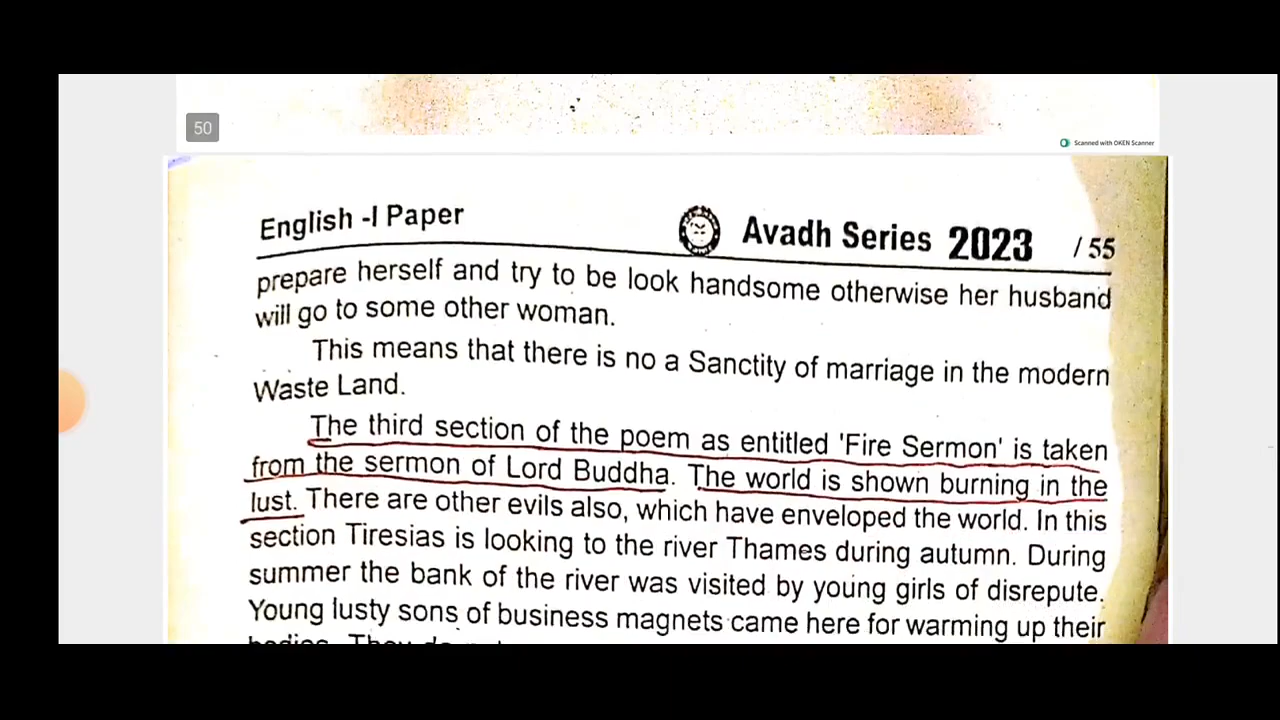 50
Scanned with OKEN Scanner
English -I Paper Avadh Series 2023 / 55
prepare herself and try to be look handsome otherwise her husband
will go to some other woman.
This means that there is no a Sanctity of marriage in the modern
Waste Land.
The third section of the poem as entitled 'Fire Sermon' is taken
from the sermon of Lord Buddha. The world is shown burning in the
lust. There are other evils also, which have enveloped the world. In this
section Tiresias is looking to the river Thames during autumn. During
summer the bank of the river was visited by young girls of disrepute.
Young lusty sons of business magnets came here for warming up their